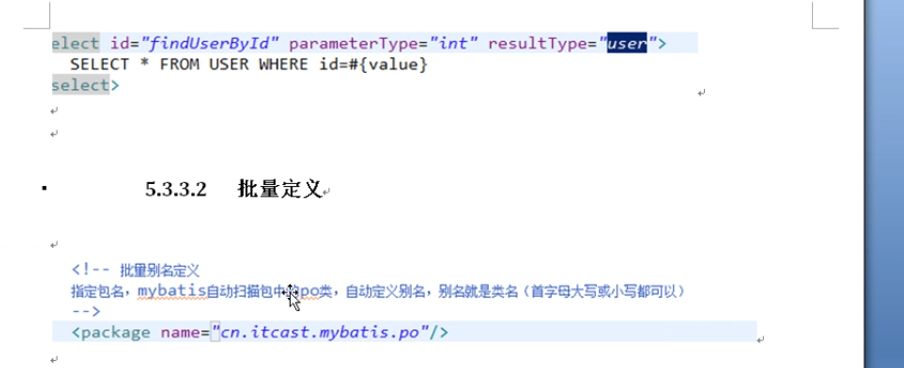 elect id="findUserById" parameterType="int" resultType="user">
SELECT * FROM USER WHERE id=#{value}
select>
5.3.3.2 批量定义
<!-- 批量别名定义
指定包名，mybatis自动扫描包中的po类，自动定义别名，别名就是类名（首字母大写或小写都可以）
-->
<package name="cn.itcast.mybatis.po"/>